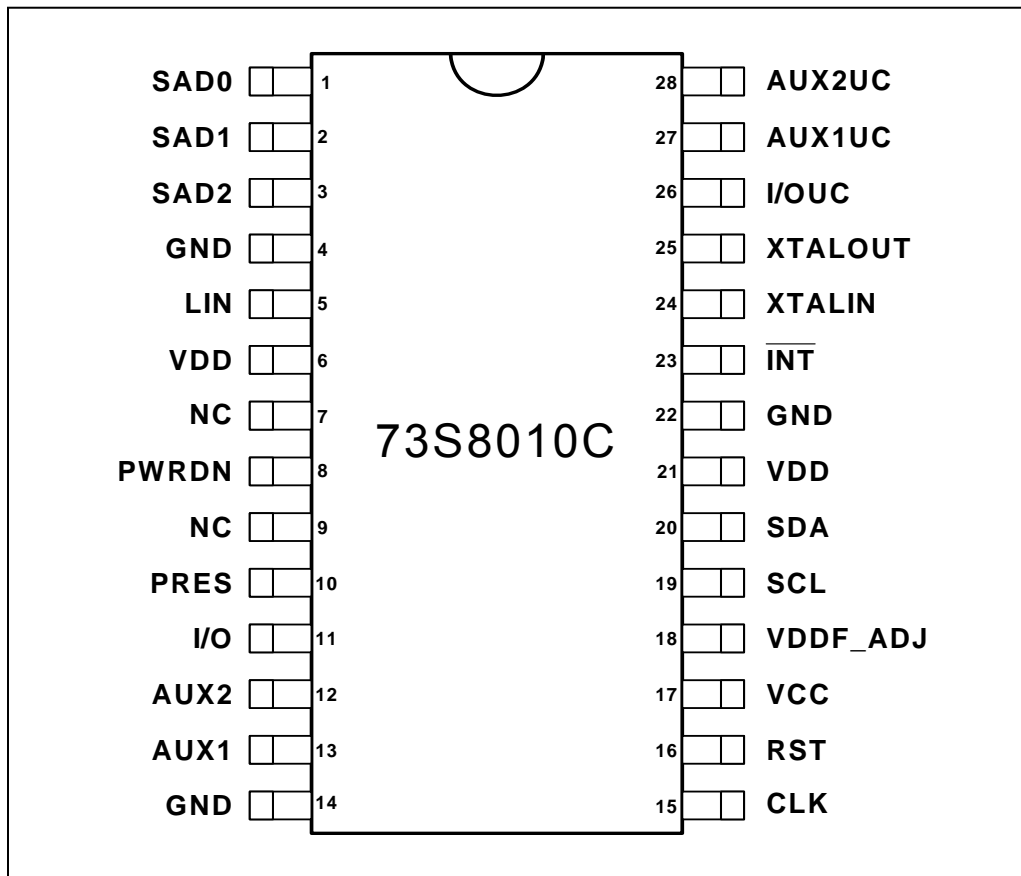 SAD0 1 28 AUX2UC
SAD1 2 27 AUX1UC
SAD2 3 26 I/OUC
GND 4 25 XTALOUT
LIN 5 24 XTALIN
VDD 6 23 I̅N̅T̅
NC 7 22 GND
73S8010C
PWRDN 8 21 VDD
NC 9 20 SDA
PRES 10 19 SCL
I/O 11 18 VDDF_ADJ
AUX2 12 17 VCC
AUX1 13 16 RST
GND 14 15 CLK